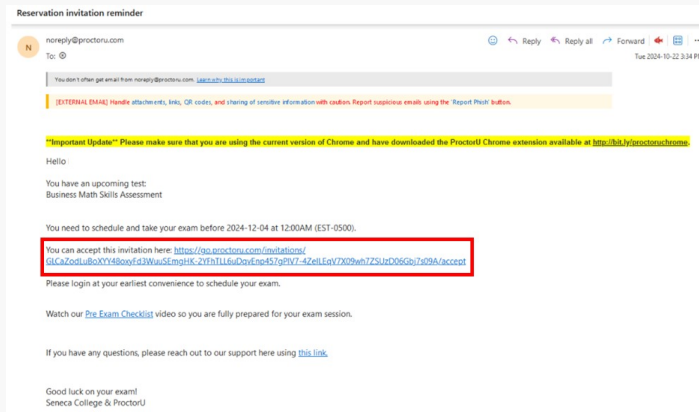 Reservation invitation reminder
N
noreply@proctoru.com
Reply
Reply all
Forward
To:
Tue 2024-10-22 3:34 PM
You don't often get email from noreply@proctoru.com. Learn why this is important
[EXTERNAL EMAIL] Handle attachments, links, QR codes, and sharing of sensitive information with caution. Report suspicious emails using the 'Report Phish' button.
**Important Update** Please make sure that you are using the current version of Chrome and have downloaded the ProctorU Chrome extension available at http://bit.ly/proctoruchrome.
Hello
You have an upcoming test:
Business Math Skills Assessment
You need to schedule and take your exam before 2024-12-04 at 12:00AM (EST-0500).
You can accept this invitation here: https://go.proctoru.com/invitations/
GLCaZodLuBoXYY48oxyFd3WuuSEmgHK-2YFhTLL6uDqvEnp457gPlV7-4ZeILEqV7X09wh7ZSUzD06Gbj7s09A/accept
Please login at your earliest convenience to schedule your exam.
Watch our Pre Exam Checklist video so you are fully prepared for your exam session.
If you have any questions, please reach out to our support here using this link.
Good luck on your exam!
Seneca College & ProctorU